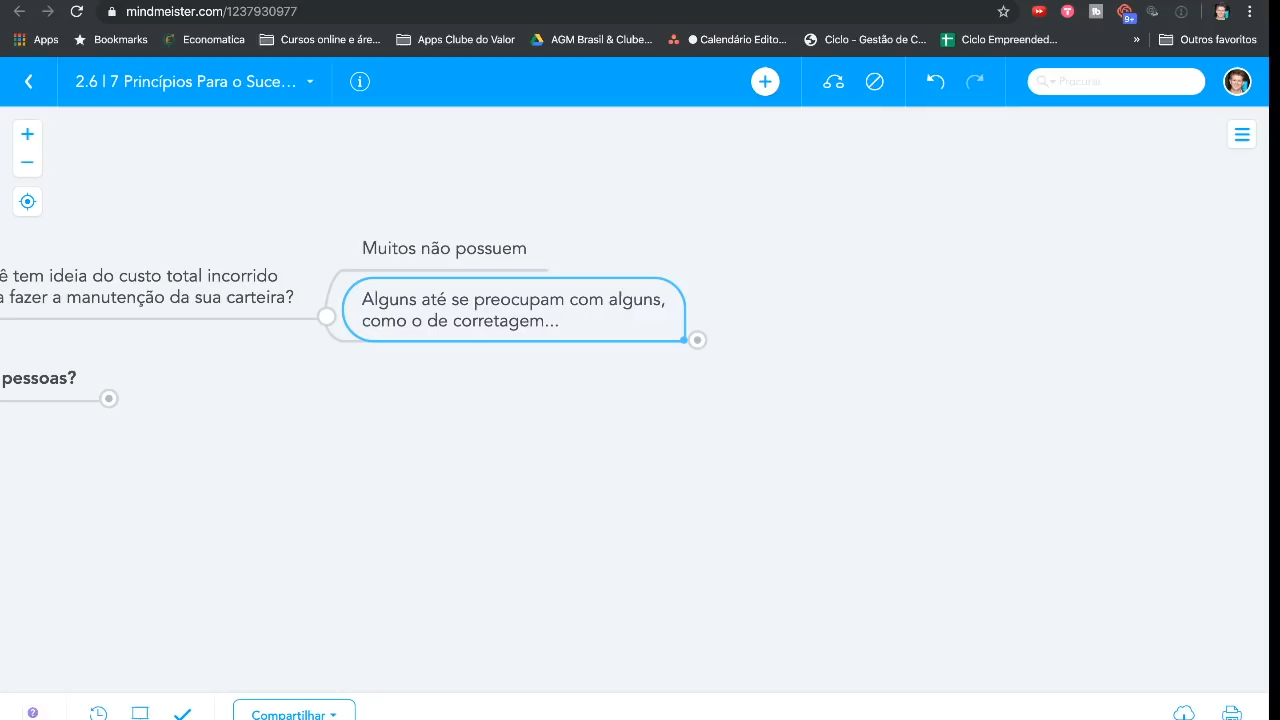 mindmeister.com/1237930977
9+
Apps
Bookmarks
Economatica
Cursos online e áre...
Apps Clube do Valor
AGM Brasil & Clube...
Calendário Edito...
Ciclo - Gestão de C...
Ciclo Empreended...
»
Outros favoritos
2.6 | 7 Princípios Para o Suce...
Procurar
Muitos não possuem
ê tem ideia do custo total incorrido
a fazer a manutenção da sua carteira?
Alguns até se preocupam com alguns,
como o de corretagem...
pessoas?
Compartilhar